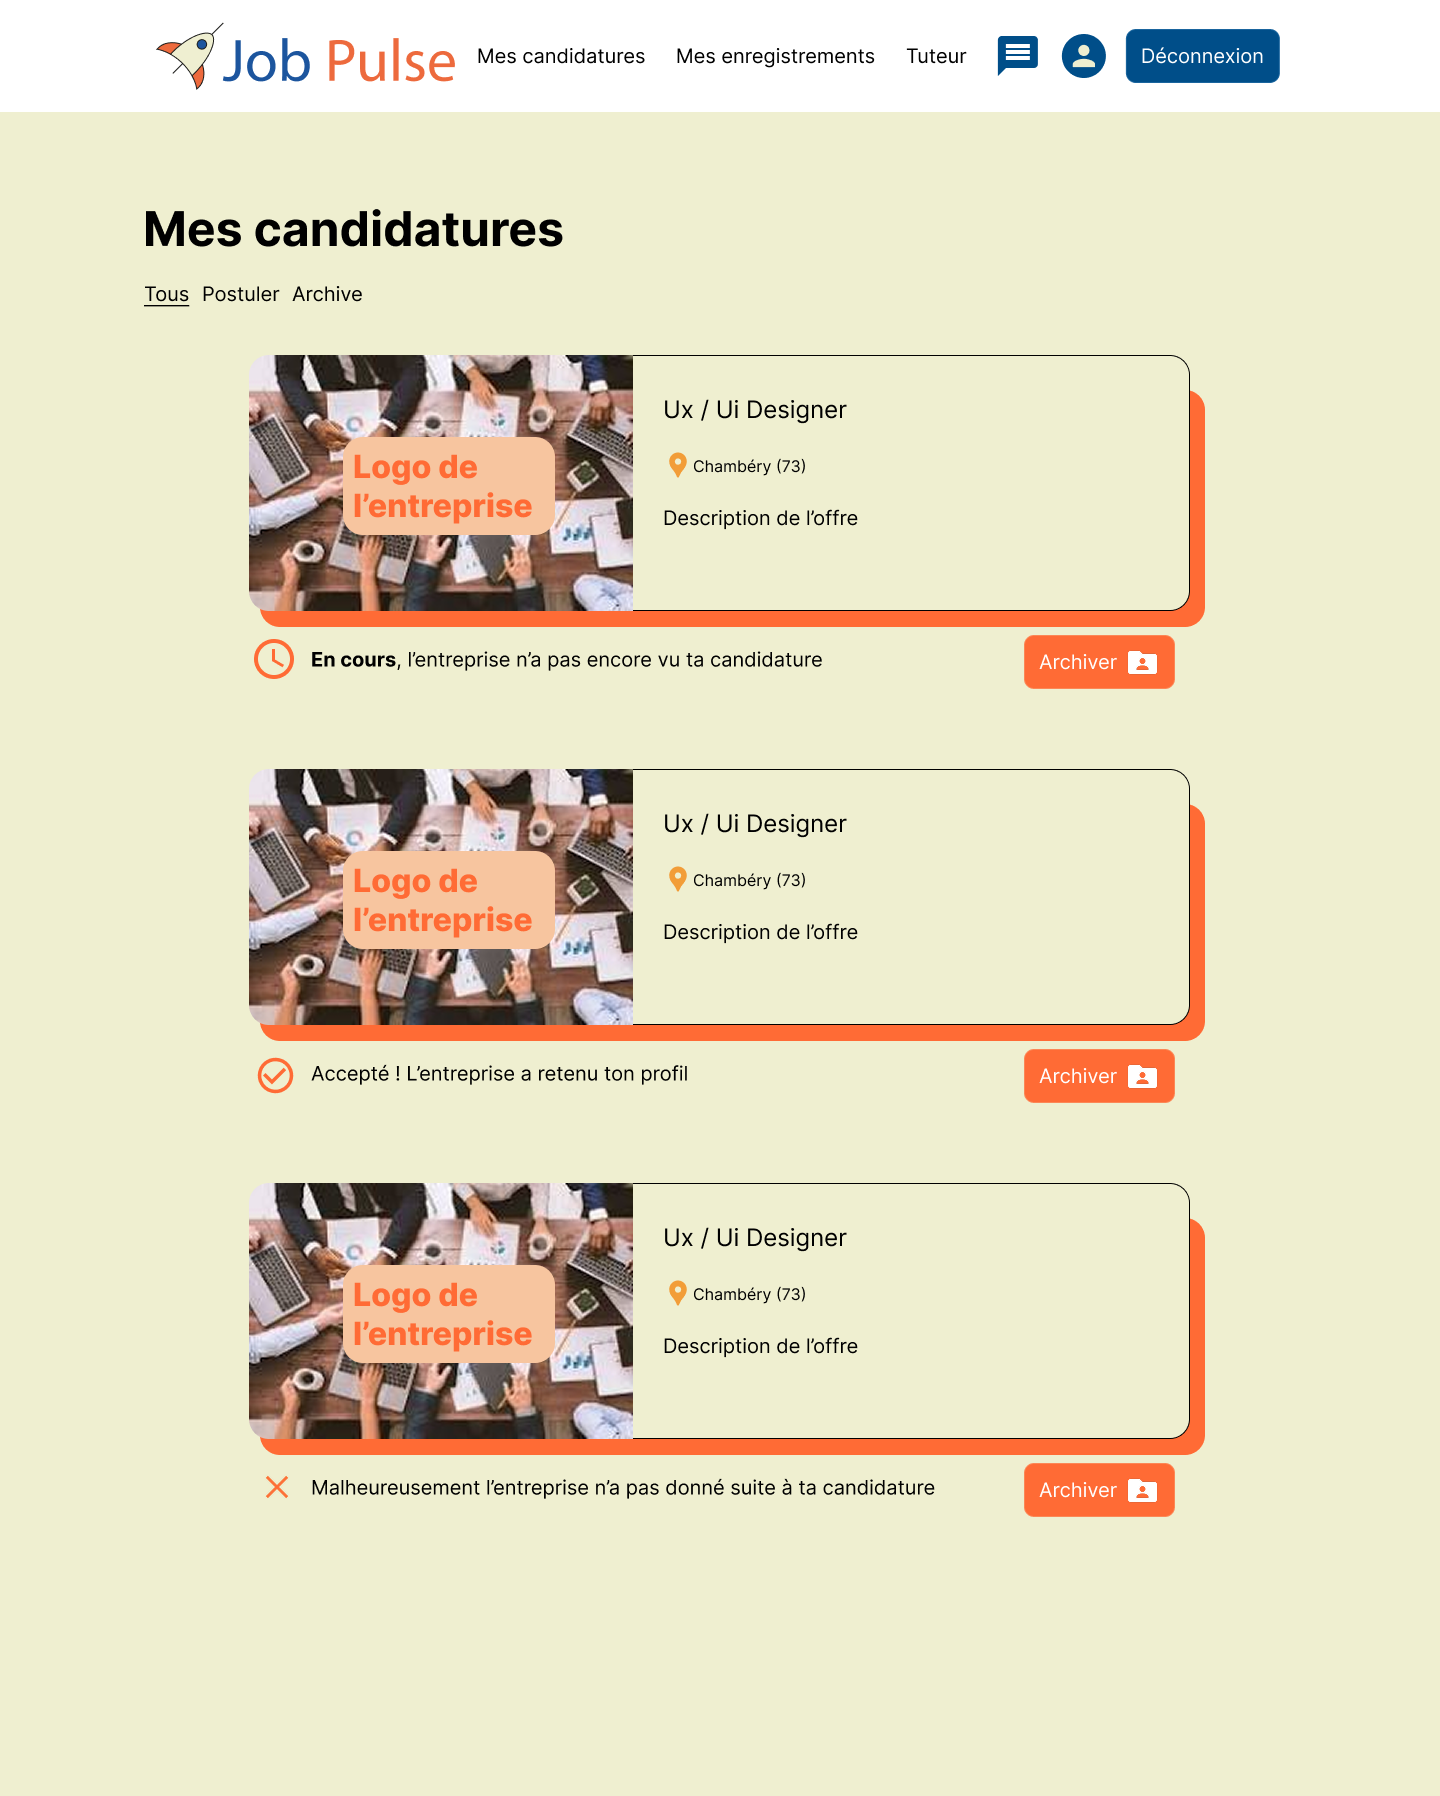 Job Pulse
Mes candidatures
Mes enregistrements
Tuteur
Déconnexion
Mes candidatures
Tous Postuler Archive
Logo de
l’entreprise
Ux / Ui Designer
Chambéry (73)
Description de l’offre
En cours, l’entreprise n’a pas encore vu ta candidature
Archiver
Logo de
l’entreprise
Ux / Ui Designer
Chambéry (73)
Description de l’offre
Accepté ! L’entreprise a retenu ton profil
Archiver
Logo de
l’entreprise
Ux / Ui Designer
Chambéry (73)
Description de l’offre
Malheureusement l’entreprise n’a pas donné suite à ta candidature
Archiver